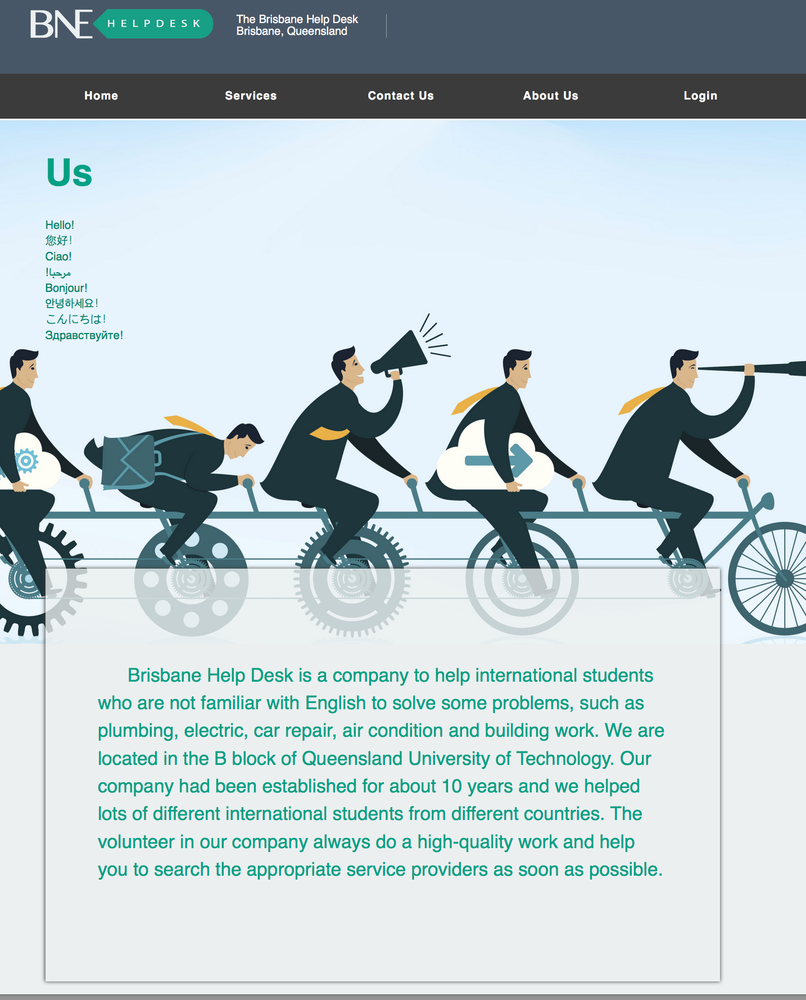 BNE HELPDESK
The Brisbane Help Desk
Brisbane, Queensland
Home Services Contact Us About Us Login
Us
Hello!
您好!
Ciao!
مرحبا!
Bonjour!
안녕하세요!
こんにちは!
Здравствуйте!
Brisbane Help Desk is a company to help international students
who are not familiar with English to solve some problems, such as
plumbing, electric, car repair, air condition and building work. We are
located in the B block of Queensland University of Technology. Our
company had been established for about 10 years and we helped
lots of different international students from different countries. The
volunteer in our company always do a high-quality work and help
you to search the appropriate service providers as soon as possible.